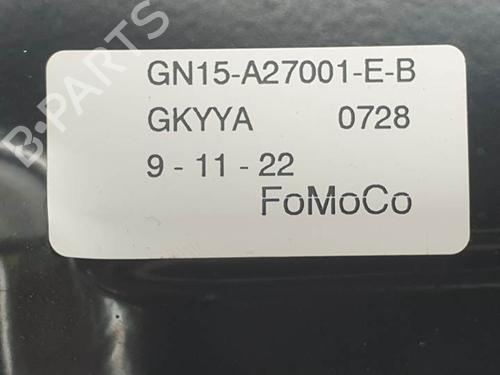 GN15-A27001-E-B
GKYYA 0728
9 - 11 - 22
FoMoCo
B-PARTS